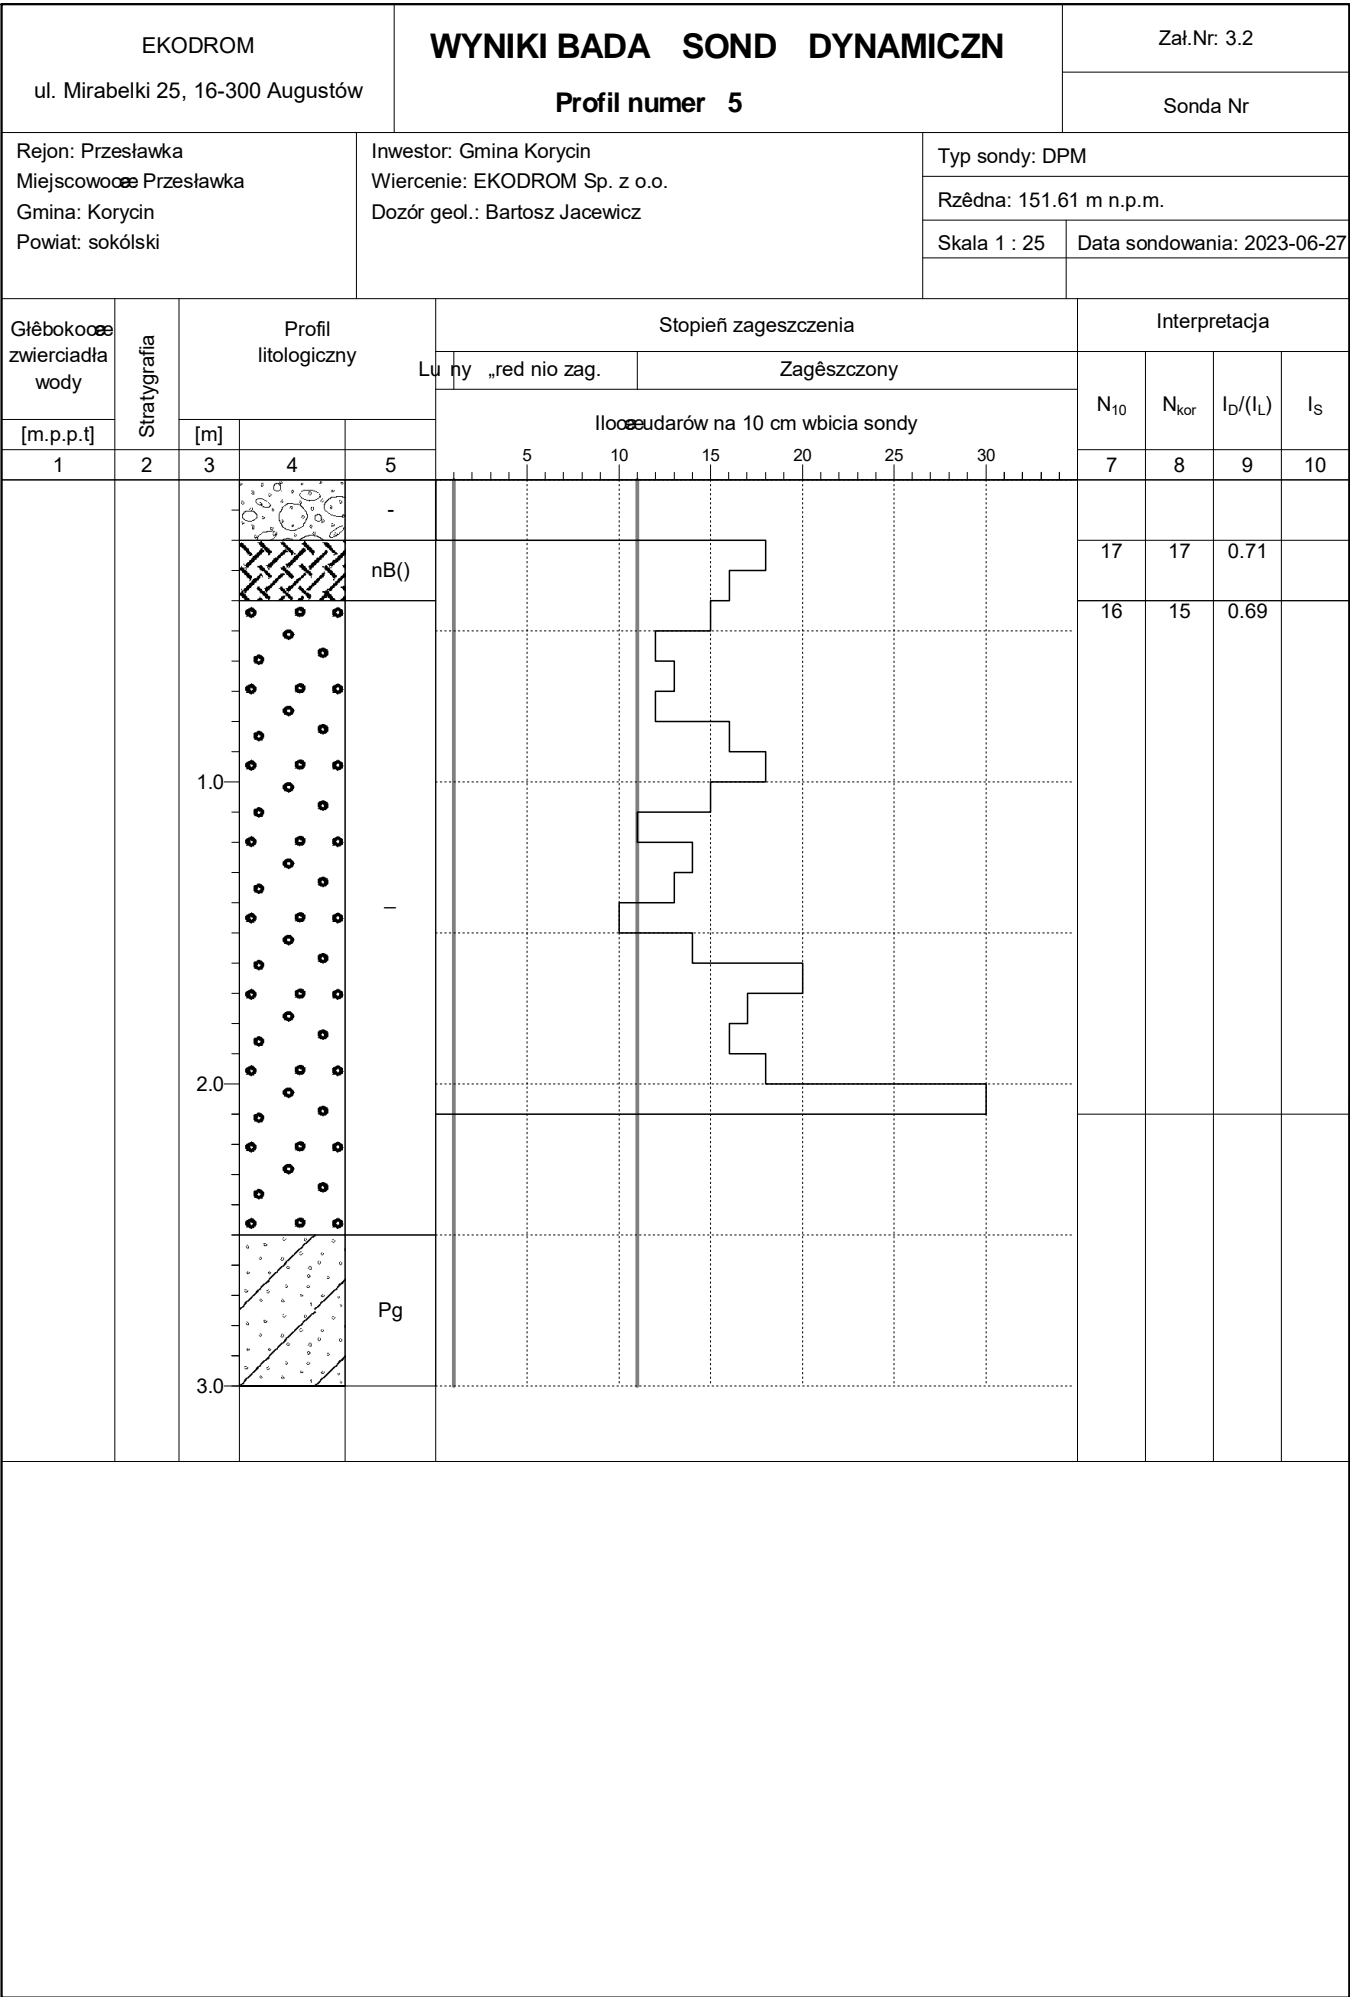 EKODROM
ul. Mirabelki 25, 16-300 Augustów
WYNIKI BADA SOND DYNAMICZN
Profil numer 5
Zał.Nr: 3.2
Sonda Nr
Rejon: Przesławka
Miejscowoœæ Przesławka
Gmina: Korycin
Powiat: sokólski
Inwestor: Gmina Korycin
Wiercenie: EKODROM Sp. z o.o.
Dozór geol.: Bartosz Jacewicz
Typ sondy: DPM
Rzêdna: 151.61 m n.p.m.
Skala 1 : 25
Data sondowania: 2023-06-27
Głêbokoœæ
zwierciadła
wody
[m.p.p.t]
Stratygrafia
Profil
litologiczny
[m]
Stopieñ zageszczenia
Lu ny „red nio zag. Zagêszczony
Iloœæ udarów na 10 cm wbicia sondy
5 10 15 20 25 30
Interpretacja
N10 Nkor ID/(IL) IS
1 2 3 4 5 7 8 9 10
-
nB()
17 17 0.71
16 15 0.69
1.0
–
2.0
Pg
3.0